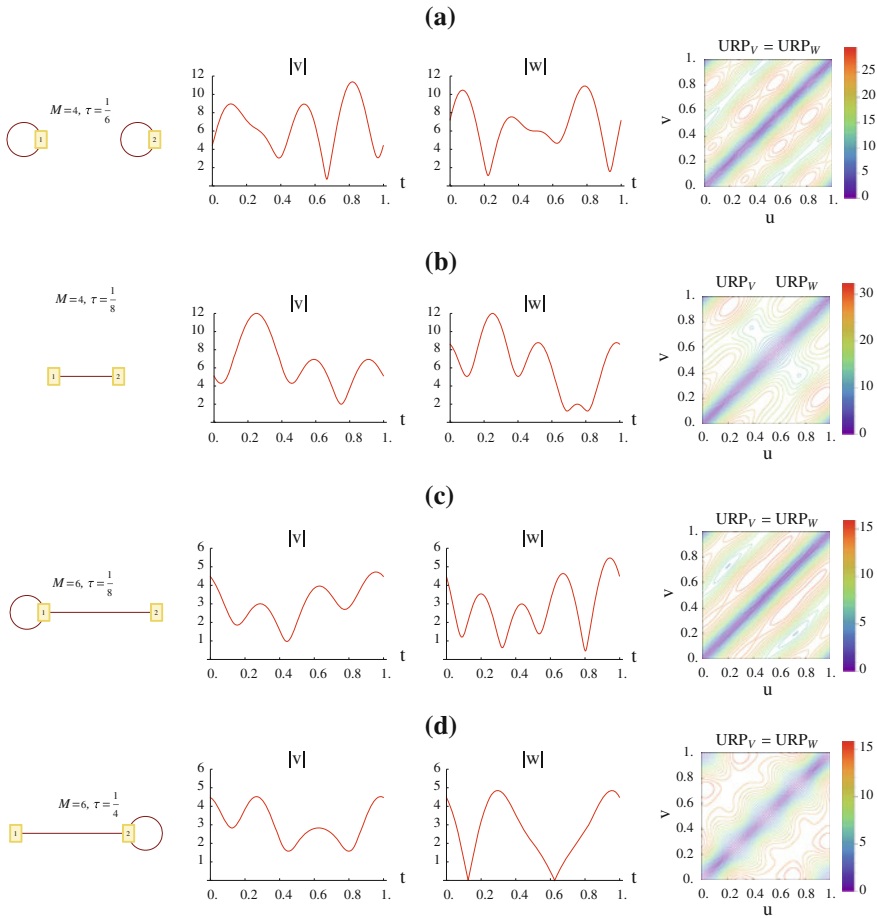 (a)
M=4, τ=1/6
1
2
|v|
12
10
8
6
4
2
0. 0.2 0.4 0.6 0.8 1.
t
|w|
12
10
8
6
4
2
0. 0.2 0.4 0.6 0.8 1.
t
URP_V = URP_W
v
1.
0.8
0.6
0.4
0.2
0.
0. 0.2 0.4 0.6 0.8 1.
u
25
20
15
10
5
0
(b)
M=4, τ=1/8
1
2
|v|
12
10
8
6
4
2
0. 0.2 0.4 0.6 0.8 1.
t
|w|
12
10
8
6
4
2
0. 0.2 0.4 0.6 0.8 1.
t
URP_V URP_W
v
1.
0.8
0.6
0.4
0.2
0.
0. 0.2 0.4 0.6 0.8 1.
u
30
25
20
15
10
5
0
(c)
M=6, τ=1/8
1
2
|v|
6
5
4
3
2
1
0. 0.2 0.4 0.6 0.8 1.
t
|w|
6
5
4
3
2
1
0. 0.2 0.4 0.6 0.8 1.
t
URP_V = URP_W
v
1.
0.8
0.6
0.4
0.2
0.
0. 0.2 0.4 0.6 0.8 1.
u
15
10
5
0
(d)
M=6, τ=1/4
1
2
|v|
6
5
4
3
2
1
0. 0.2 0.4 0.6 0.8 1.
t
|w|
6
5
4
3
2
1
0. 0.2 0.4 0.6 0.8 1.
t
URP_V = URP_W
v
1.
0.8
0.6
0.4
0.2
0.
0. 0.2 0.4 0.6 0.8 1.
u
15
10
5
0